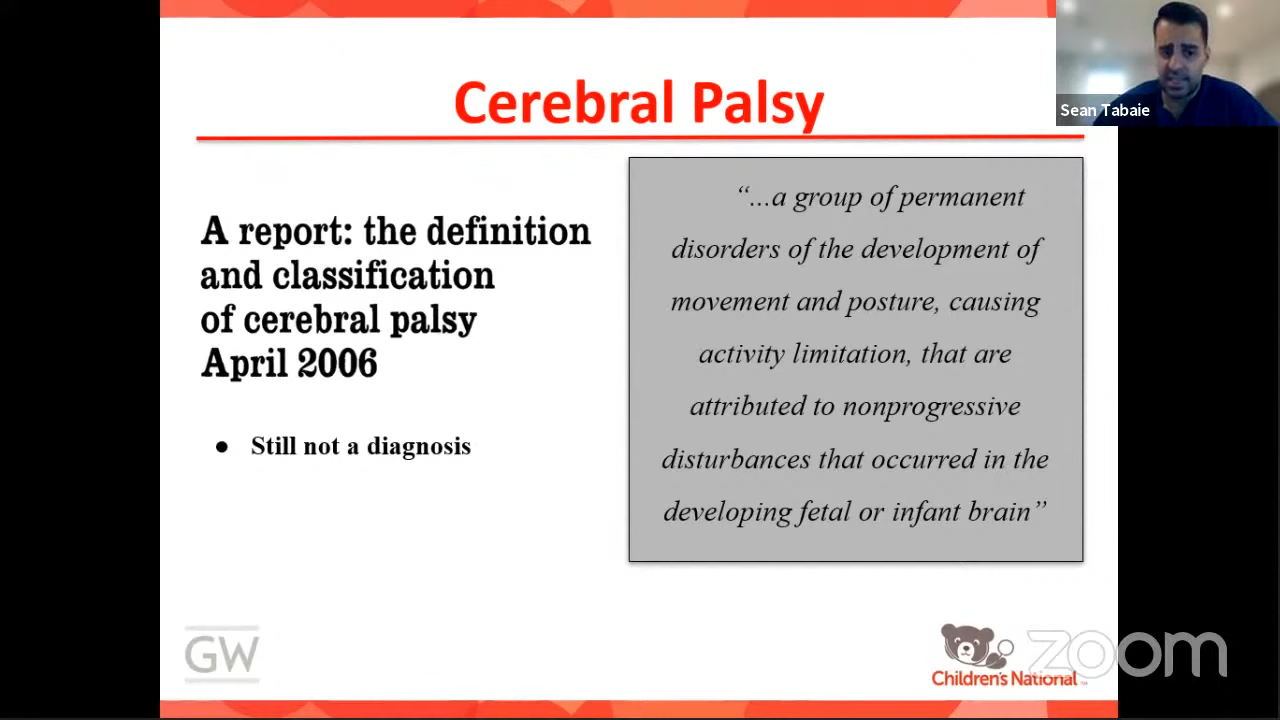 Cerebral Palsy
Sean Tabaie
A report: the definition
and classification
of cerebral palsy
April 2006
● Still not a diagnosis
“...a group of permanent
disorders of the development of
movement and posture, causing
activity limitation, that are
attributed to nonprogressive
disturbances that occurred in the
developing fetal or infant brain”
GW
Children's National
zoom